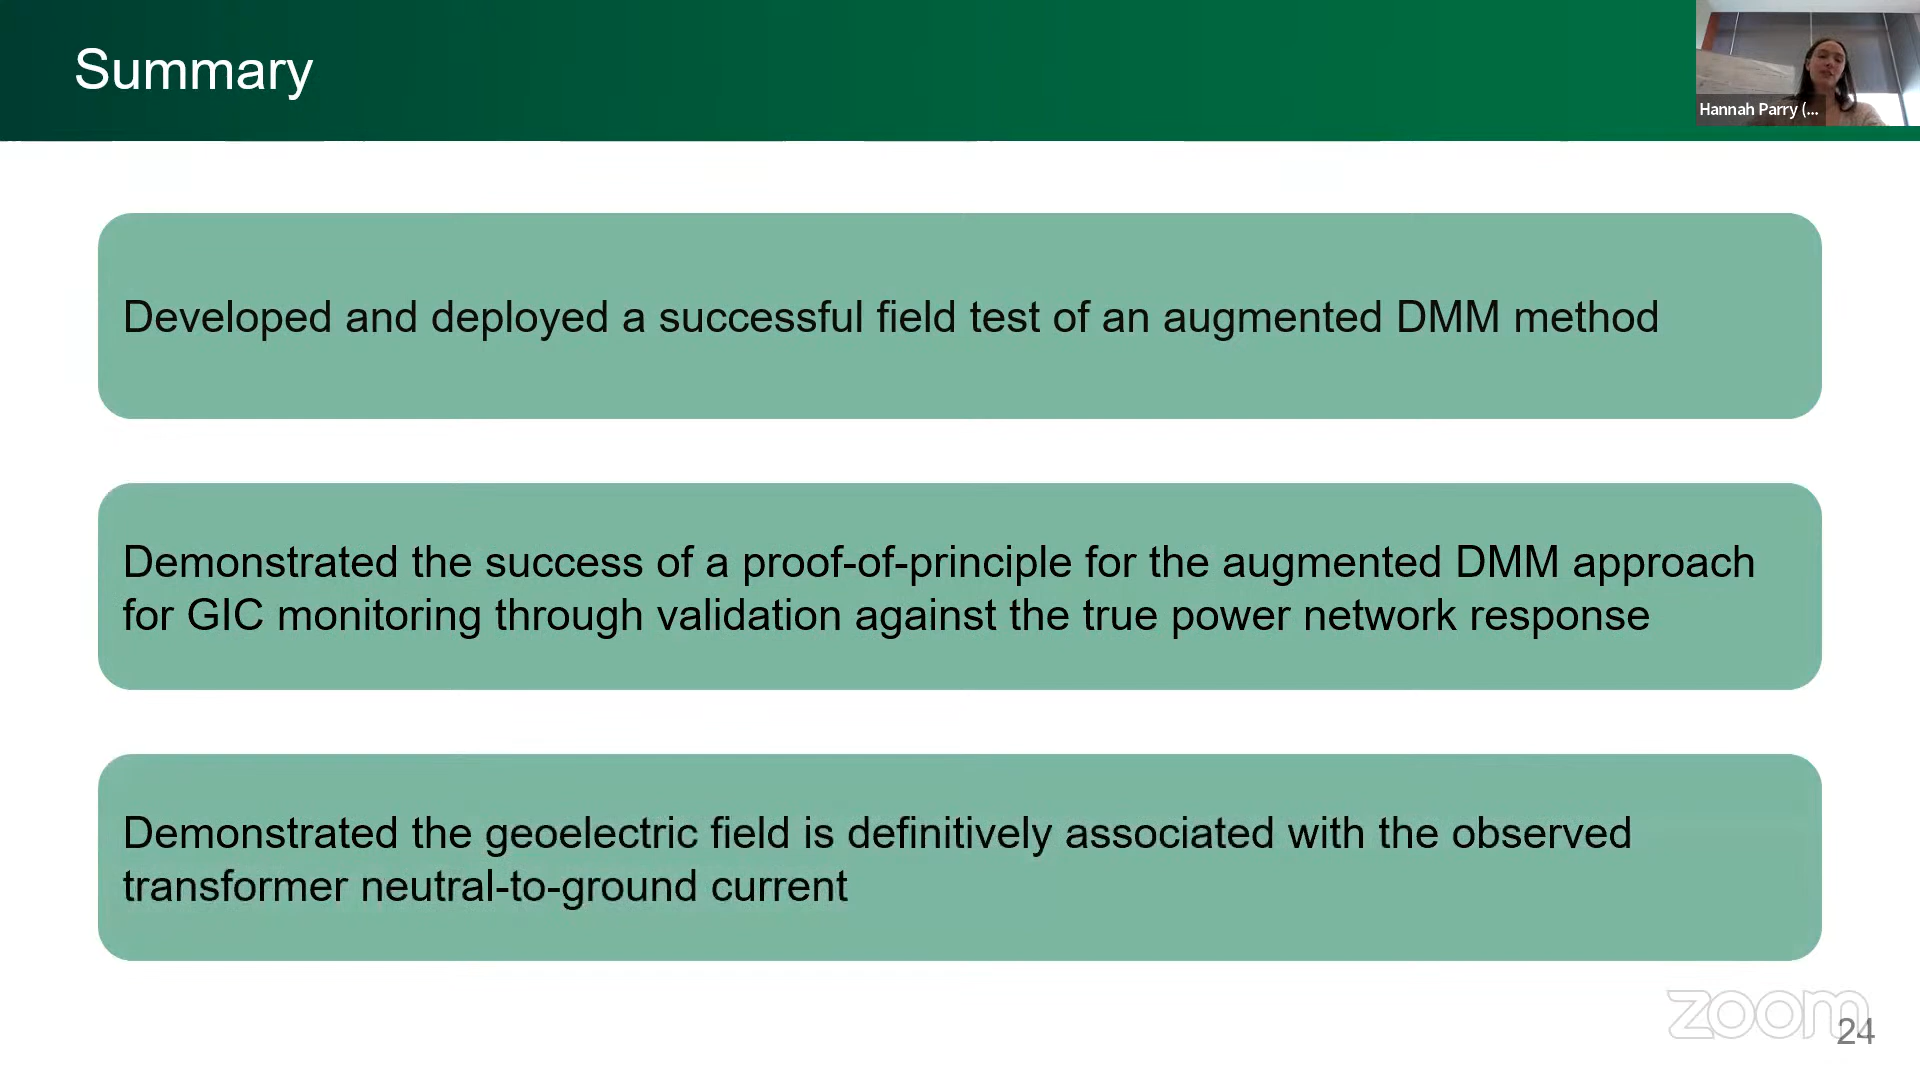 Summary
Hannah Parry (...
Developed and deployed a successful field test of an augmented DMM method
Demonstrated the success of a proof-of-principle for the augmented DMM approach
for GIC monitoring through validation against the true power network response
Demonstrated the geoelectric field is definitively associated with the observed
transformer neutral-to-ground current
zoom
24